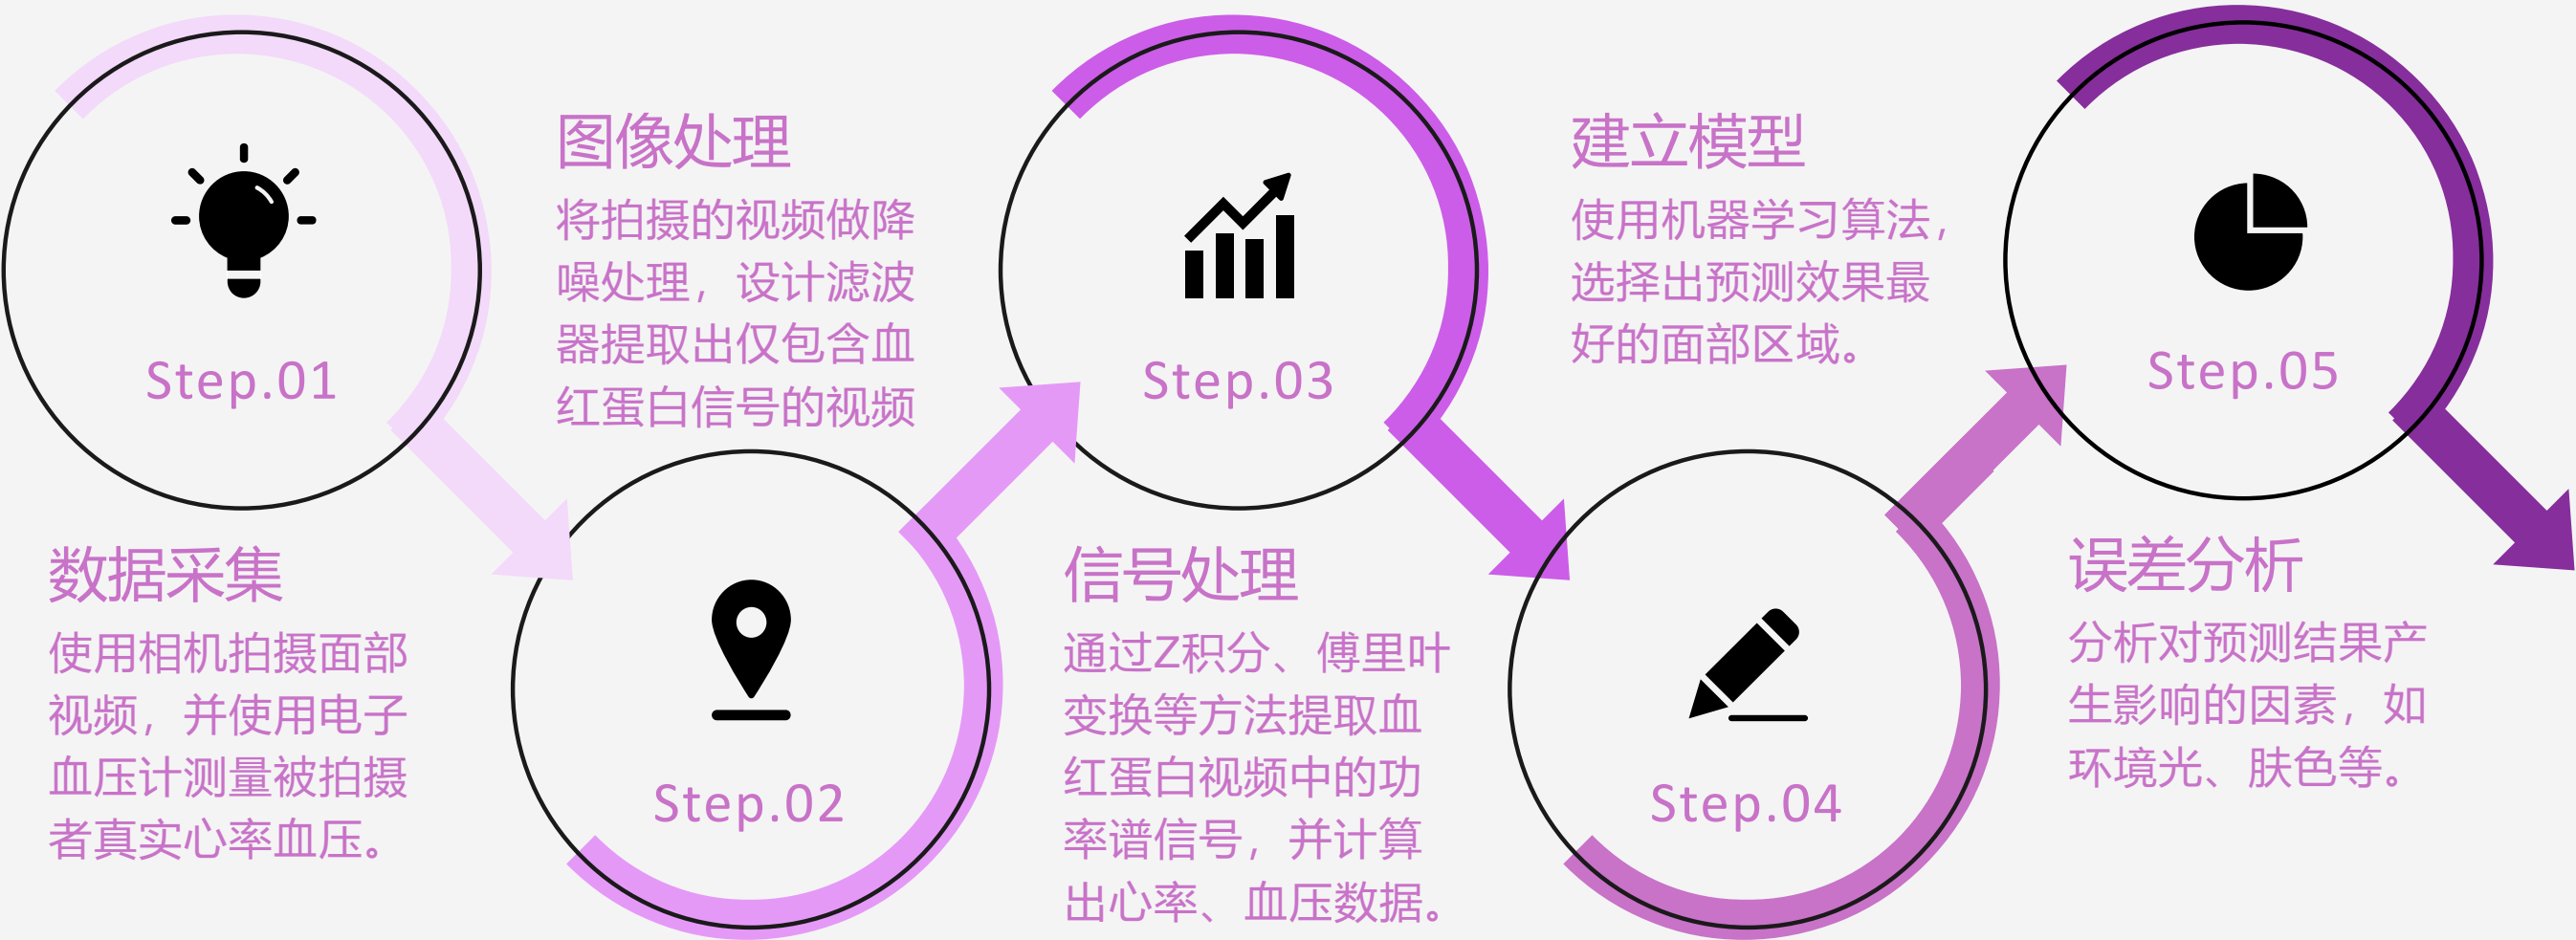 Step.01
数据采集
使用相机拍摄面部
视频，并使用电子
血压计测量被拍摄
者真实心率血压。
图像处理
将拍摄的视频做降
噪处理，设计滤波
器提取出仅包含血
红蛋白信号的视频
Step.02
Step.03
信号处理
通过Z积分、傅里叶
变换等方法提取血
红蛋白视频中的功
率谱信号，并计算
出心率、血压数据。
建立模型
使用机器学习算法，
选择出预测效果最
好的面部区域。
Step.04
Step.05
误差分析
分析对预测结果产
生影响的因素，如
环境光、肤色等。